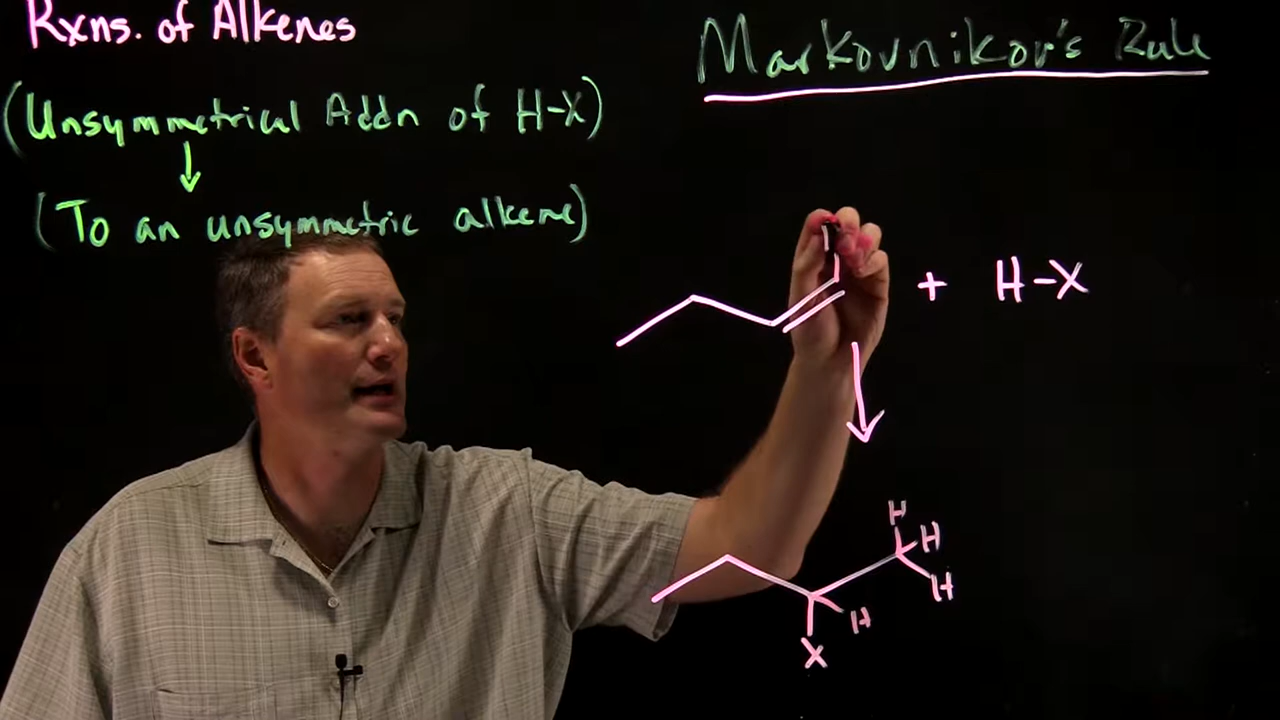 Rxns. of Alkenes
Markovnikov's Rule
(Unsymmetrical Addn of H-X)
(To an unsymmetric alkene)
+ H-X
H
H
H
H
X